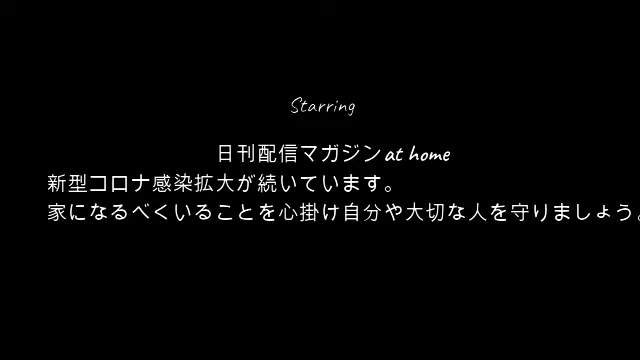 Starring
日刊配信マガジンat home
新型コロナ感染拡大が続いています。
家になるべくいることを心掛け自分や大切な人を守りましょう。